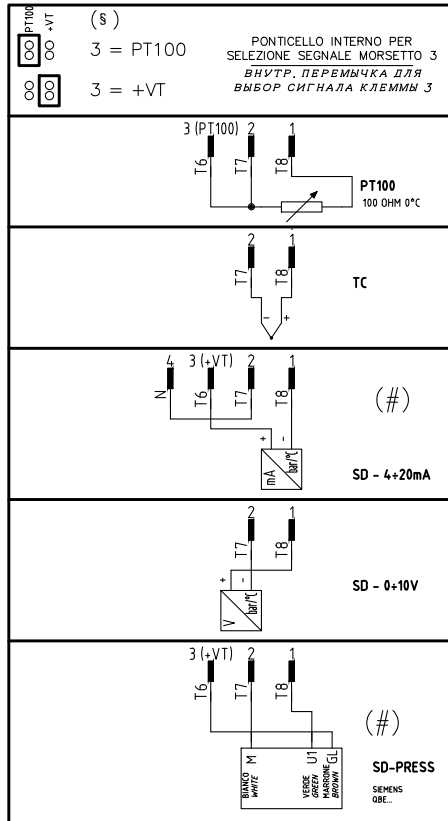 PT100
+VT
(§)
3 = PT100
3 = +VT
PONTICELLO INTERNO PER
SELEZIONE SEGNALE MORSETTO 3
ВНУТР. ПЕРЕМЫЧКА ДЛЯ
ВЫБОР СИГНАЛА КЛЕММЫ 3
3 (PT100) 2 1
T6 T7 T8
PT100
100 OHM 0°C
2 1
T7 T8
TC
- +
4 3 (+VT) 2 1
N T6 T7 T8
(#)
+ -
mA bar/°C
SD - 4÷20mA
2 1
T7 T8
+ -
V bar/°C
SD - 0÷10V
3 (+VT) 2 1
T6 T7 T8
(#)
M U1 GL
BIANCO
WHITE
VERDE
GREEN
MARRONE
BROWN
SD-PRESS
SIEMENS
QBE...